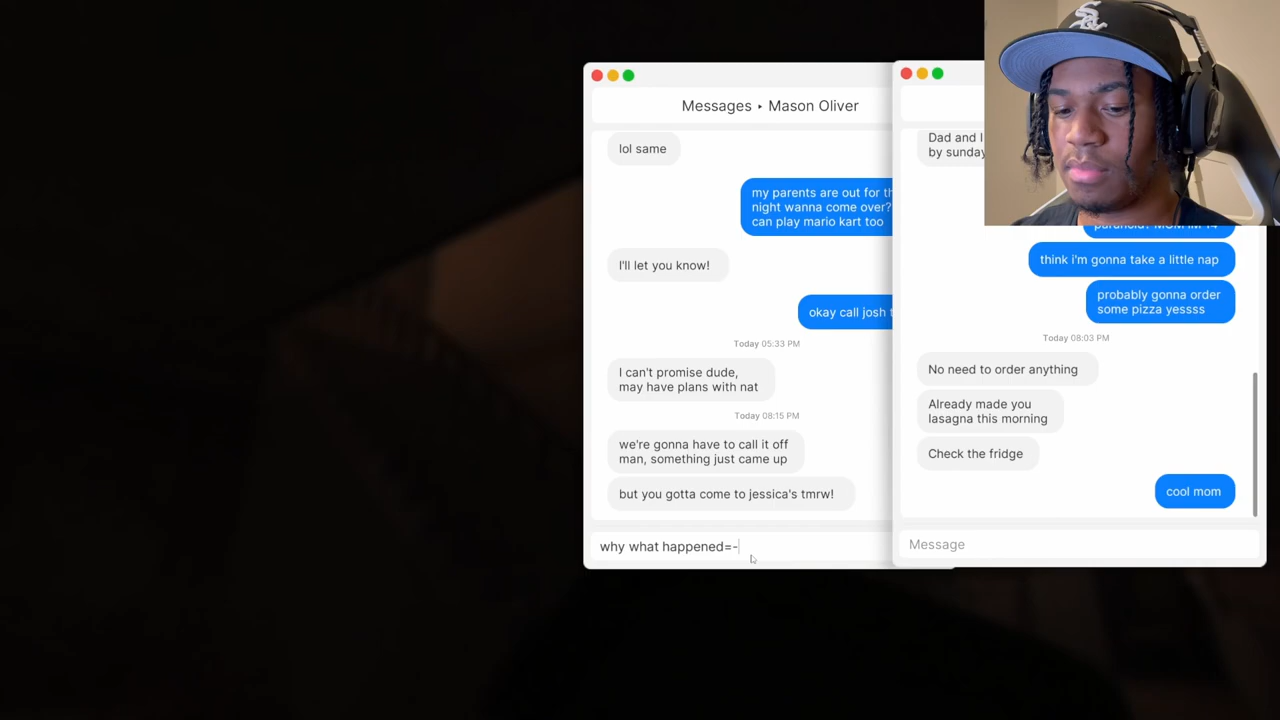 Messages ▸ Mason Oliver
lol same
my parents are out for th
night wanna come over?
can play mario kart too
I'll let you know!
okay call josh t
Today 05:33 PM
I can't promise dude,
may have plans with nat
Today 08:15 PM
we're gonna have to call it off
man, something just came up
but you gotta come to jessica's tmrw!
why what happened=-
Dad and I
by sunday
think i'm gonna take a little nap
probably gonna order
some pizza yessss
Today 08:03 PM
No need to order anything
Already made you
lasagna this morning
Check the fridge
cool mom
Message